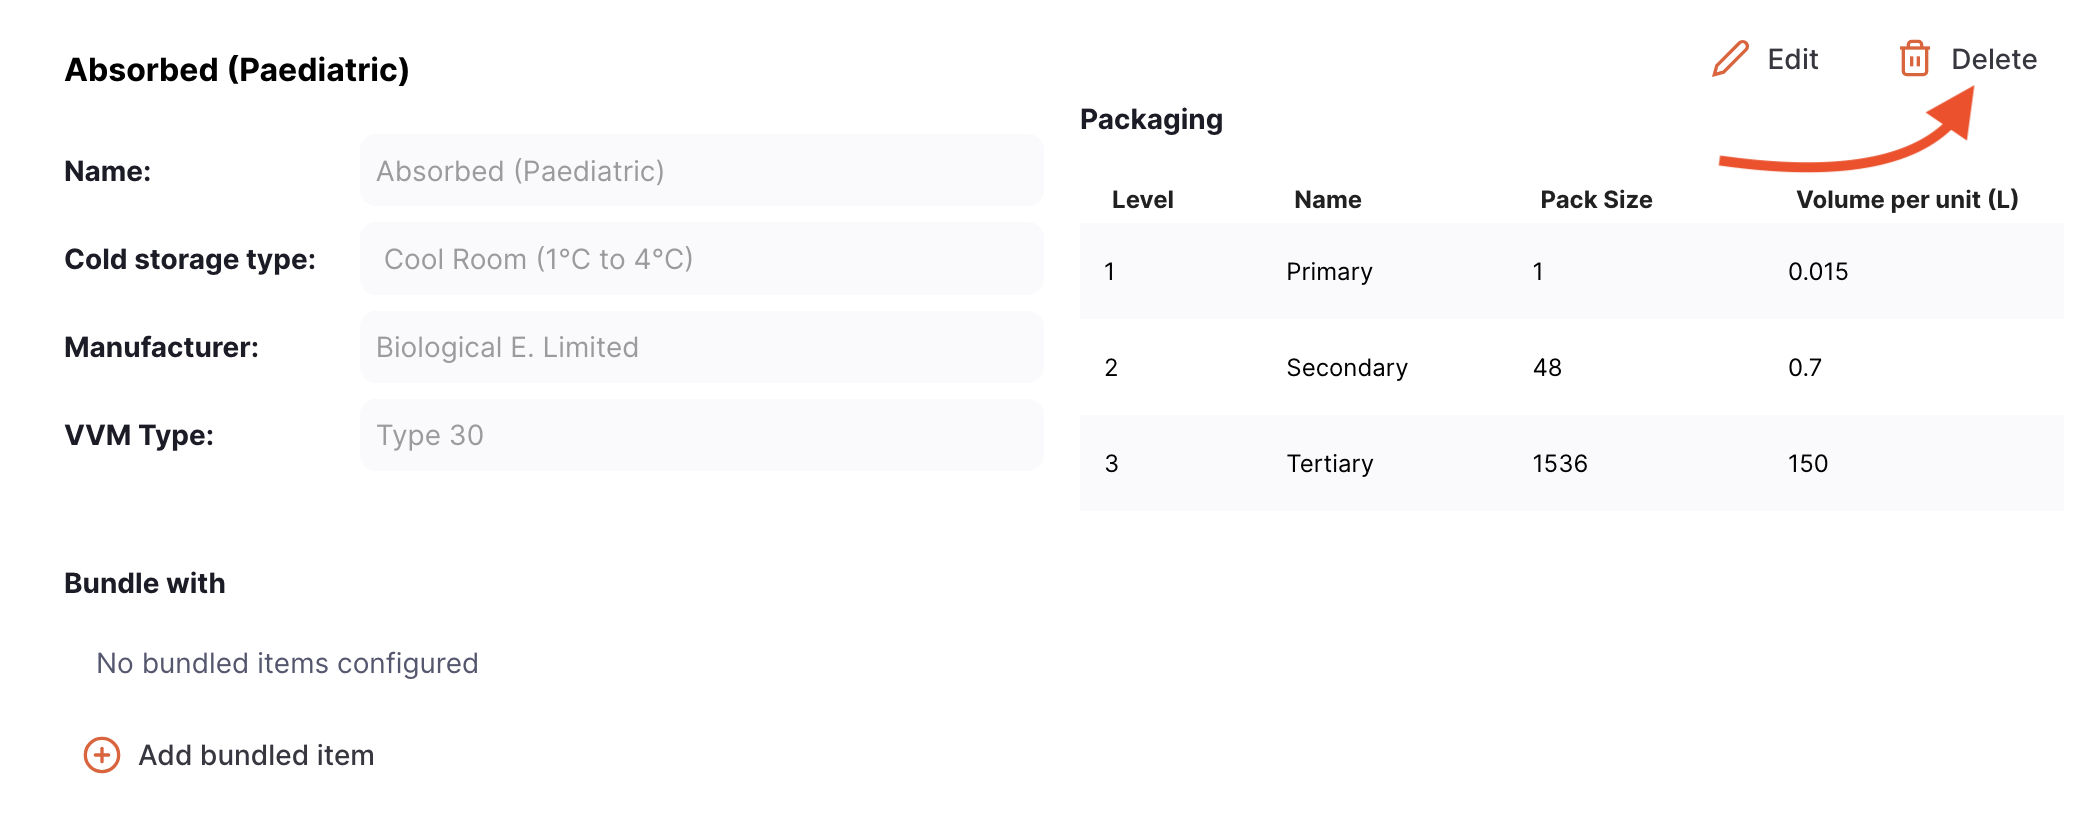 Absorbed (Paediatric)
Edit
Delete
Name: Absorbed (Paediatric)
Cold storage type: Cool Room (1°C to 4°C)
Manufacturer: Biological E. Limited
VVM Type: Type 30
Packaging
Level Name Pack Size Volume per unit (L)
1 Primary 1 0.015
2 Secondary 48 0.7
3 Tertiary 1536 150
Bundle with
No bundled items configured
Add bundled item